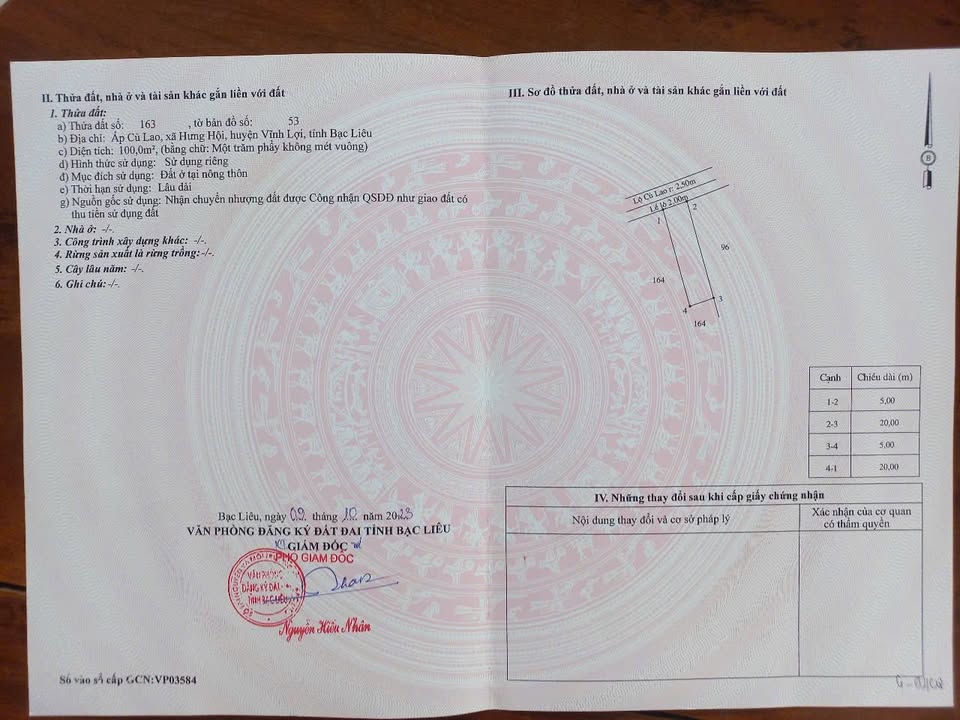 II. Thửa đất, nhà ở và tài sản khác gắn liền với đất
1. Thửa đất:
a) Thửa đất số: 163 , tờ bản đồ số: 53
b) Địa chỉ: Ấp Cù Lao, xã Hưng Hội, huyện Vĩnh Lợi, tỉnh Bạc Liêu
c) Diện tích: 100,0m², (bằng chữ: Một trăm phẩy không mét vuông)
d) Hình thức sử dụng: Sử dụng riêng
đ) Mục đích sử dụng: Đất ở tại nông thôn
e) Thời hạn sử dụng: Lâu dài
g) Nguồn gốc sử dụng: Nhận chuyển nhượng đất được Công nhận QSDĐ như giao đất có
thu tiền sử dụng đất
2. Nhà ở: -/-.
3. Công trình xây dựng khác: -/-.
4. Rừng sản xuất là rừng trồng:-/-.
5. Cây lâu năm: -/-.
6. Ghi chú:-/-.
Bạc Liêu, ngày 09 tháng 10 năm 2023
VĂN PHÒNG ĐĂNG KÝ ĐẤT ĐAI TỈNH BẠC LIÊU
GIÁM ĐỐC
PHÓ GIÁM ĐỐC
VĂN PHÒNG
ĐĂNG KÝ ĐẤT ĐAI
TỈNH BẠC LIÊU
Nguyễn Hiếu Nhân
Số vào sổ cấp GCN:VP03584
III. Sơ đồ thửa đất, nhà ở và tài sản khác gắn liền với đất
B
Lộ Cù Lao r: 2.50m
Lề lộ 2.00m
1
2
96
164
3
4
164
Cạnh Chiều dài (m)
1-2 5,00
2-3 20,00
3-4 5,00
4-1 20,00
IV. Những thay đổi sau khi cấp giấy chứng nhận
Nội dung thay đổi và cơ sở pháp lý
Xác nhận của cơ quan
có thẩm quyền